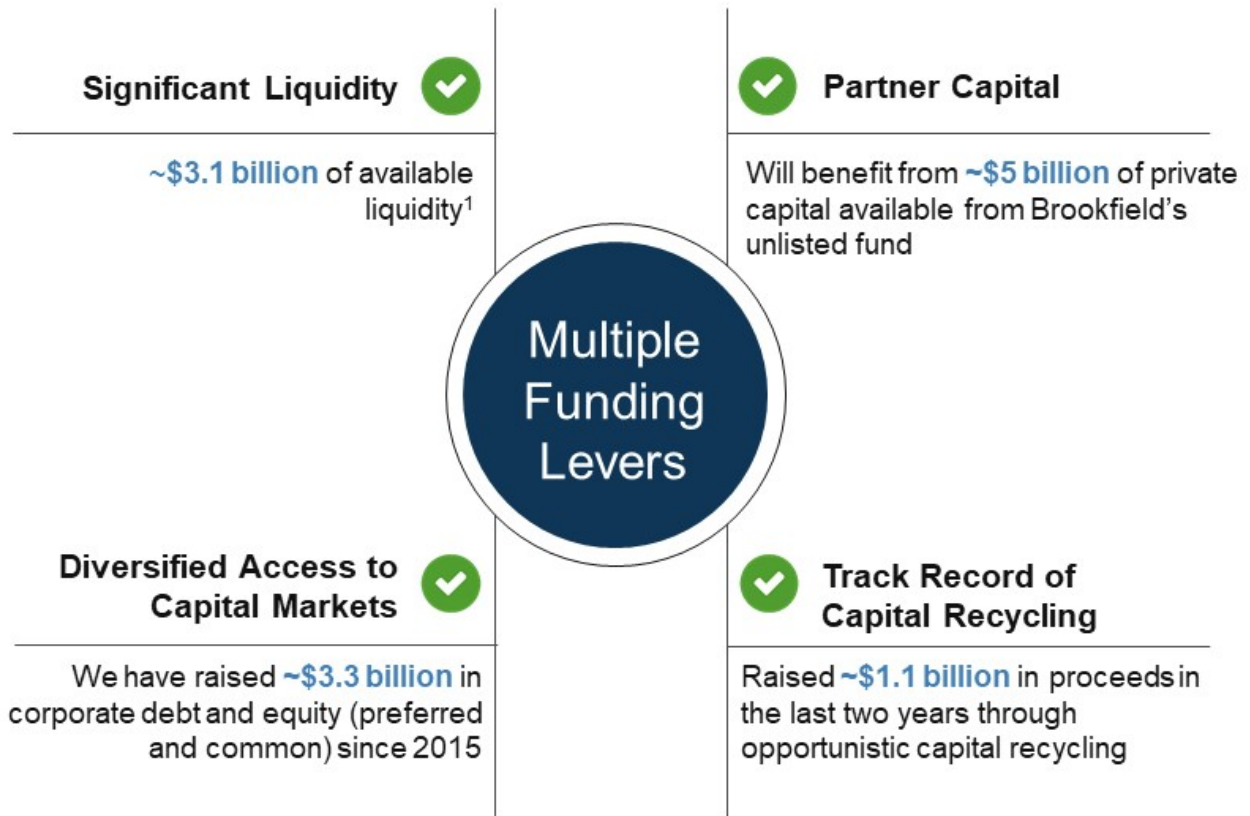 Significant Liquidity
~$3.1 billion of available
liquidity¹
Partner Capital
Will benefit from ~$5 billion of private
capital available from Brookfield's
unlisted fund
Multiple
Funding
Levers
Diversified Access to
Capital Markets
We have raised ~$3.3 billion in
corporate debt and equity (preferred
and common) since 2015
Track Record of
Capital Recycling
Raised ~$1.1 billion in proceeds in
the last two years through
opportunistic capital recycling